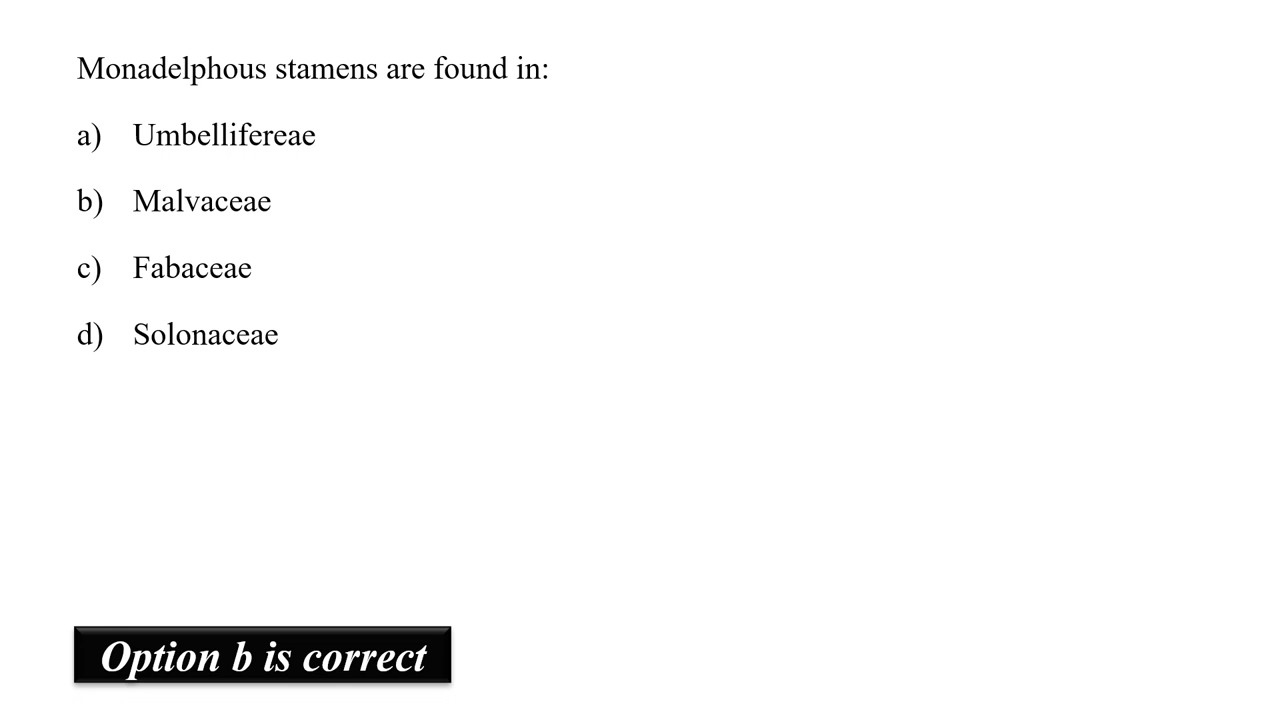 Monadelphous stamens are found in:
a) Umbellifereae
b) Malvaceae
c) Fabaceae
d) Solonaceae
Option b is correct